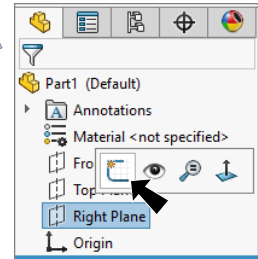 Part1 (Default)
Annotations
Material <not specified>
Fro
Top
Right Plane
Origin